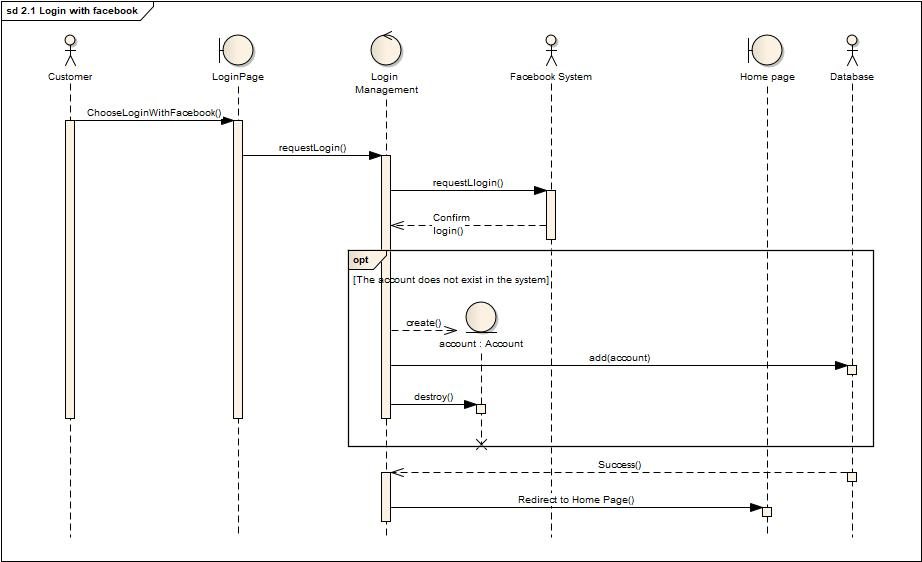 sd 2.1 Login with facebook
Customer
LoginPage
Login
Management
Facebook System
Home page
Database
ChooseLoginWithFacebook()
requestLogin()
requestLlogin()
Confirm
login()
opt
[The account does not exist in the system]
create()
account : Account
add(account)
destroy()
Success()
Redirect to Home Page()